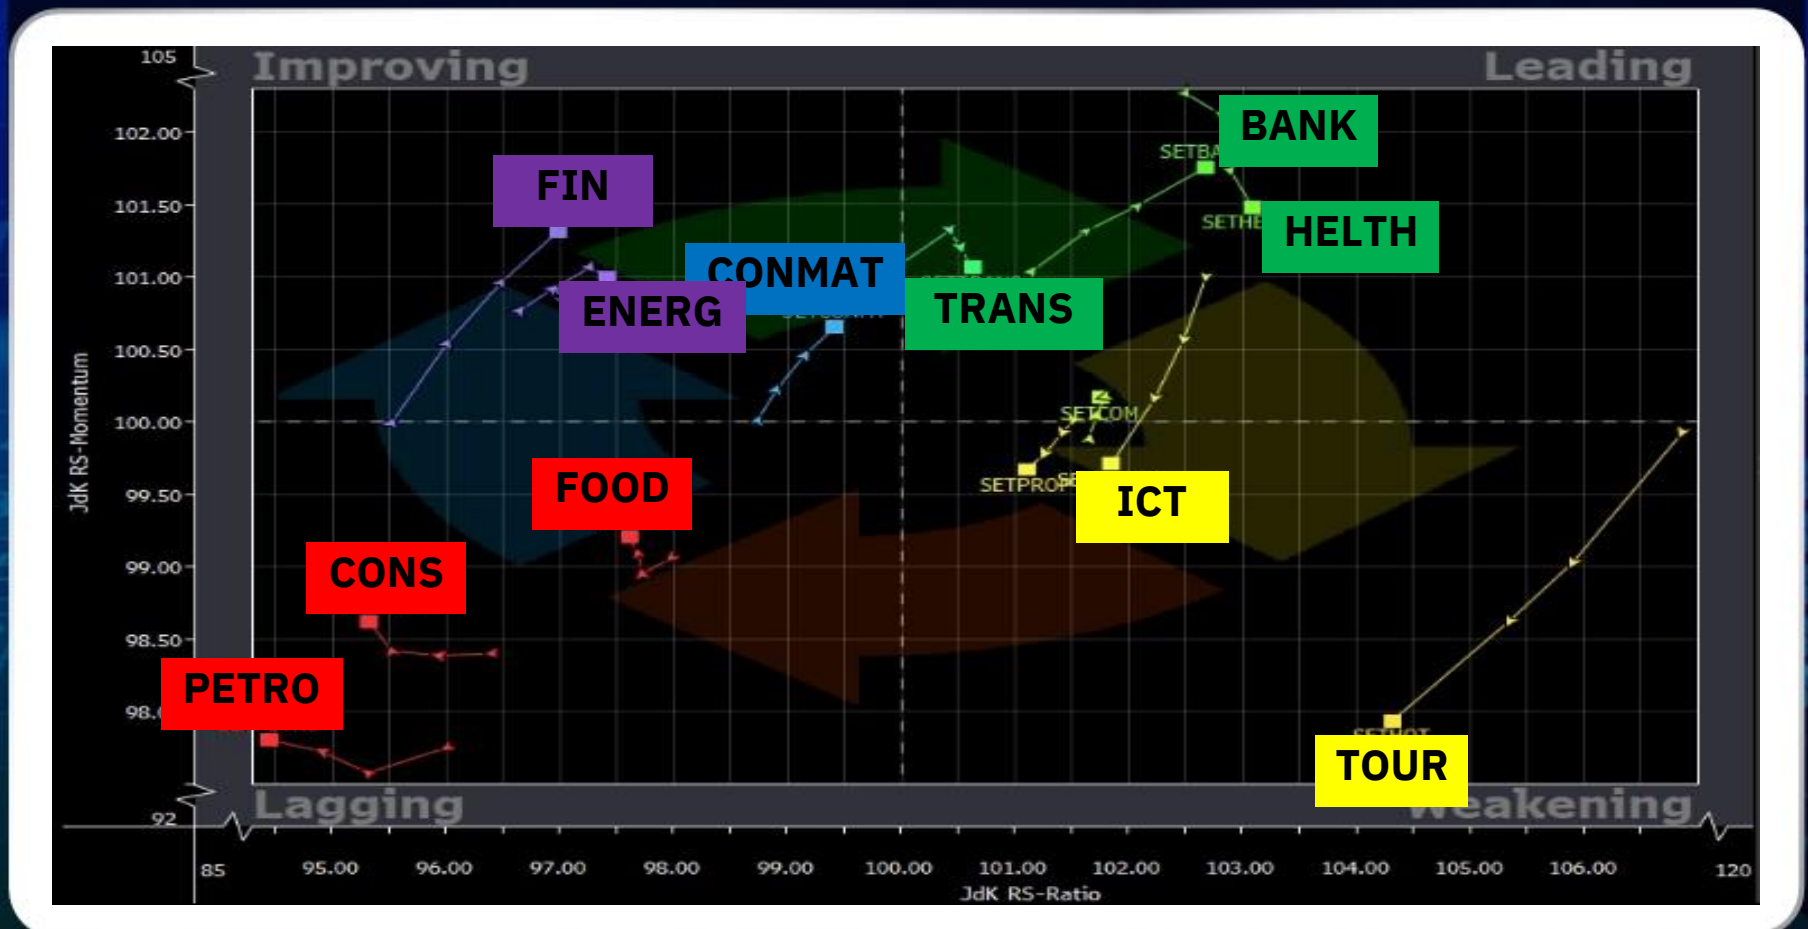 105
Improving
Leading
102.00
BANK
SETBA
FIN
101.50
SETHE
HELTH
101.00
CONMAT
ENERG
TRANS
100.50
JdK RS-Momentum
100.00
SETCOM
99.50
FOOD
SETPROP
ICT
99.00
CONS
98.50
PETRO
98.0
TOUR
92
Lagging
Weakening
85
95.00
96.00
97.00
98.00
99.00
100.00
101.00
102.00
103.00
104.00
105.00
106.00
120
JdK RS-Ratio